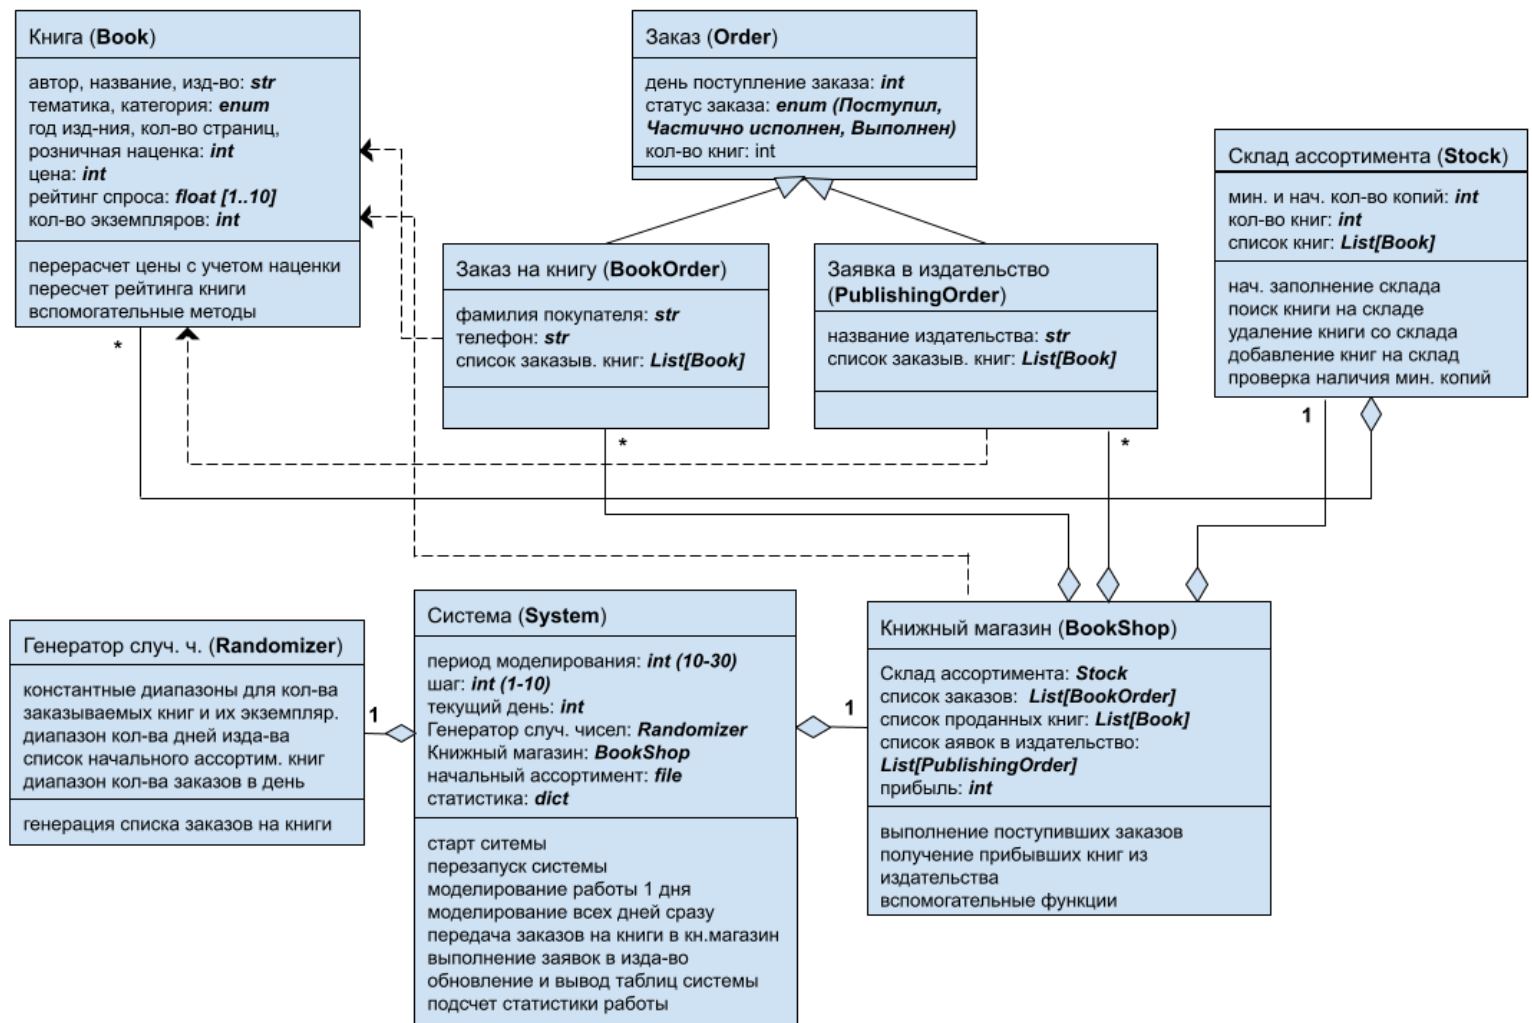 Книга (Book)
автор, название, изд-во: str
тематика, категория: enum
год изд-ния, кол-во страниц,
розничная наценка: int
цена: int
рейтинг спроса: float [1..10]
кол-во экземпляров: int
перерасчет цены с учетом наценки
пересчет рейтинга книги
вспомогательные методы
*
Заказ (Order)
день поступление заказа: int
статус заказа: enum (Поступил,
Частично исполнен, Выполнен)
кол-во книг: int
Заказ на книгу (BookOrder)
фамилия покупателя: str
телефон: str
список заказыв. книг: List[Book]
*
Заявка в издательство
(PublishingOrder)
название издательства: str
список заказыв. книг: List[Book]
*
Склад ассортимента (Stock)
мин. и нач. кол-во копий: int
кол-во книг: int
список книг: List[Book]
нач. заполнение склада
поиск книги на складе
удаление книги со склада
добавление книг на склад
проверка наличия мин. копий
1
Генератор случ. ч. (Randomizer)
константные диапазоны для кол-ва
заказываемых книг и их экземпляр.
диапазон кол-ва дней изда-ва
список начального ассортим. книг
диапазон кол-ва заказов в день
генерация списка заказов на книги
1
Система (System)
период моделирования: int (10-30)
шаг: int (1-10)
текущий день: int
Генератор случ. чисел: Randomizer
Книжный магазин: BookShop
начальный ассортимент: file
статистика: dict
старт ситемы
перезапуск системы
моделирование работы 1 дня
моделирование всех дней сразу
передача заказов на книги в кн.магазин
выполнение заявок в изда-во
обновление и вывод таблиц системы
подсчет статистики работы
1
Книжный магазин (BookShop)
Склад ассортимента: Stock
список заказов: List[BookOrder]
список проданных книг: List[Book]
список аявок в издательство:
List[PublishingOrder]
прибыль: int
выполнение поступивших заказов
получение прибывших книг из
издательства
вспомогательные функции